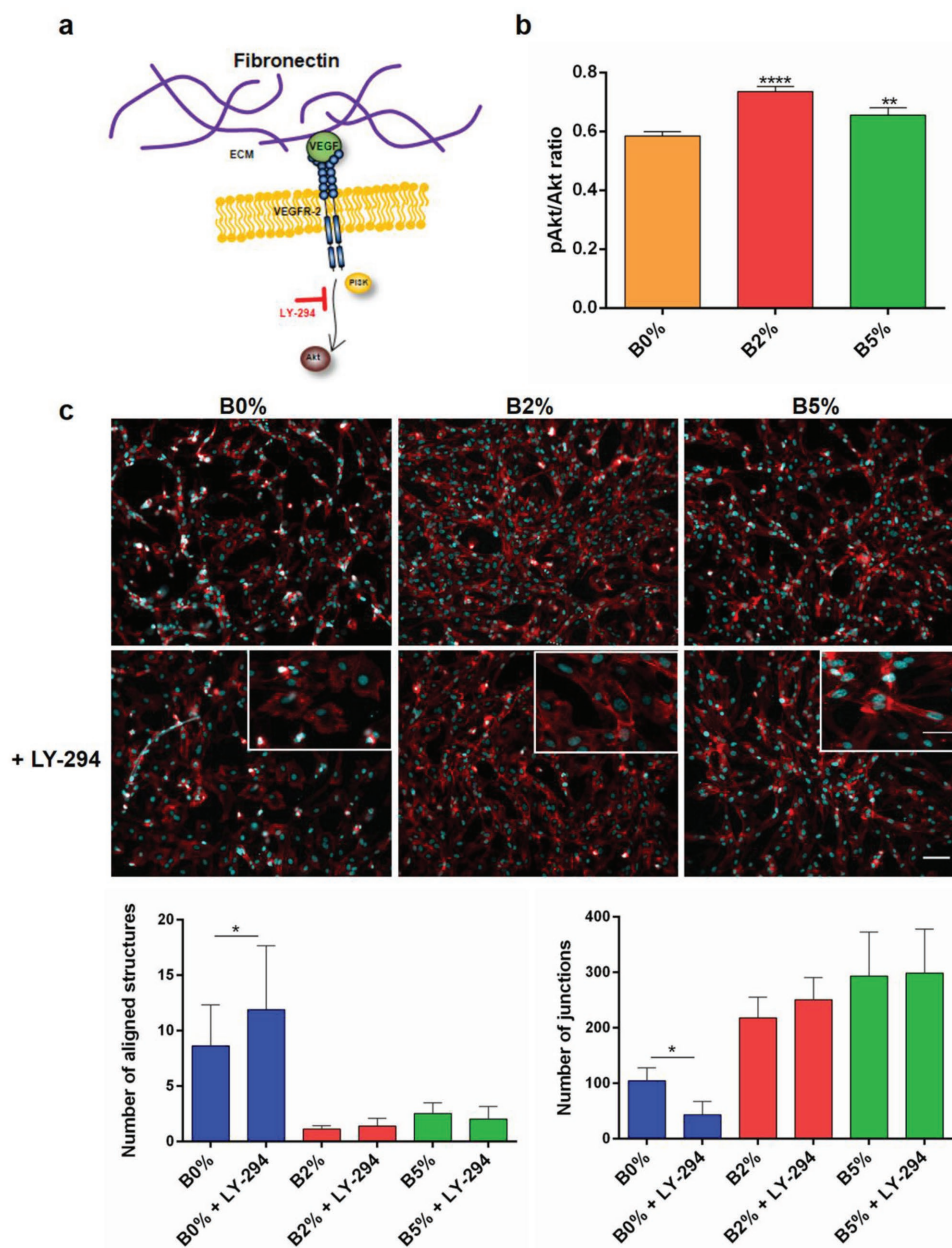 a
Fibronectin
ECM
VEGF
VEGFR-2
PI3K
LY-294
Akt
b
pAkt/Akt ratio
0.8
0.6
0.4
0.2
0.0
****
**
B0%
B2%
B5%
c
B0% B2% B5%
+ LY-294
Number of aligned structures
20
15
10
5
0
*
B0%
B0% + LY-294
B2%
B2% + LY-294
B5%
B5% + LY-294
Number of junctions
400
300
200
100
0
*
B0%
B0% + LY-294
B2%
B2% + LY-294
B5%
B5% + LY-294